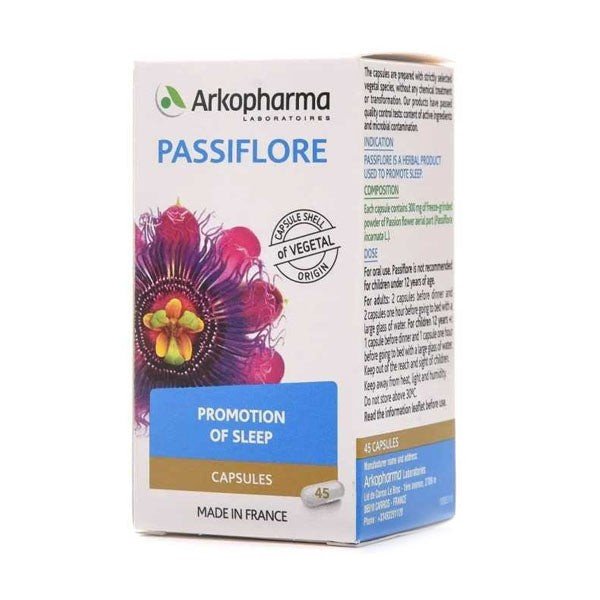 Arkopharma
LABORATOIRES
PASSIFLORE
CAPSULE SHELL
of VEGETAL
ORIGIN
PROMOTION
OF SLEEP
CAPSULES
45
MADE IN FRANCE
The capsules are prepared with strictly selected
vegetal species, without any chemical treatment
or transformation. Our products have passed
quality control tests: content of active ingredients
and microbial contamination.
INDICATION
PASSIFLORE IS A HERBAL PRODUCT
USED TO PROMOTE SLEEP.
COMPOSITION
Each capsule contains 300 mg of freeze-grinded
powder of Passion flower aerial part (Passiflora
incarnata L.).
DOSE
For oral use. Passiflore is not recommended
for children under 12 years of age.
For adults: 2 capsules before dinner and
2 capsules one hour before going to bed with a
large glass of water. For children 12 years +:
1 capsule before dinner and 1 capsule one hour
before going to bed with a large glass of water.
Keep out of the reach and sight of children.
Keep away from heat, light and humidity.
Do not store above 30ºC.
Read the information leaflet before use.
45 CAPSULES
Manufacturer name and address:
Arkopharma Laboratories
06510 CARROS - FRANCE